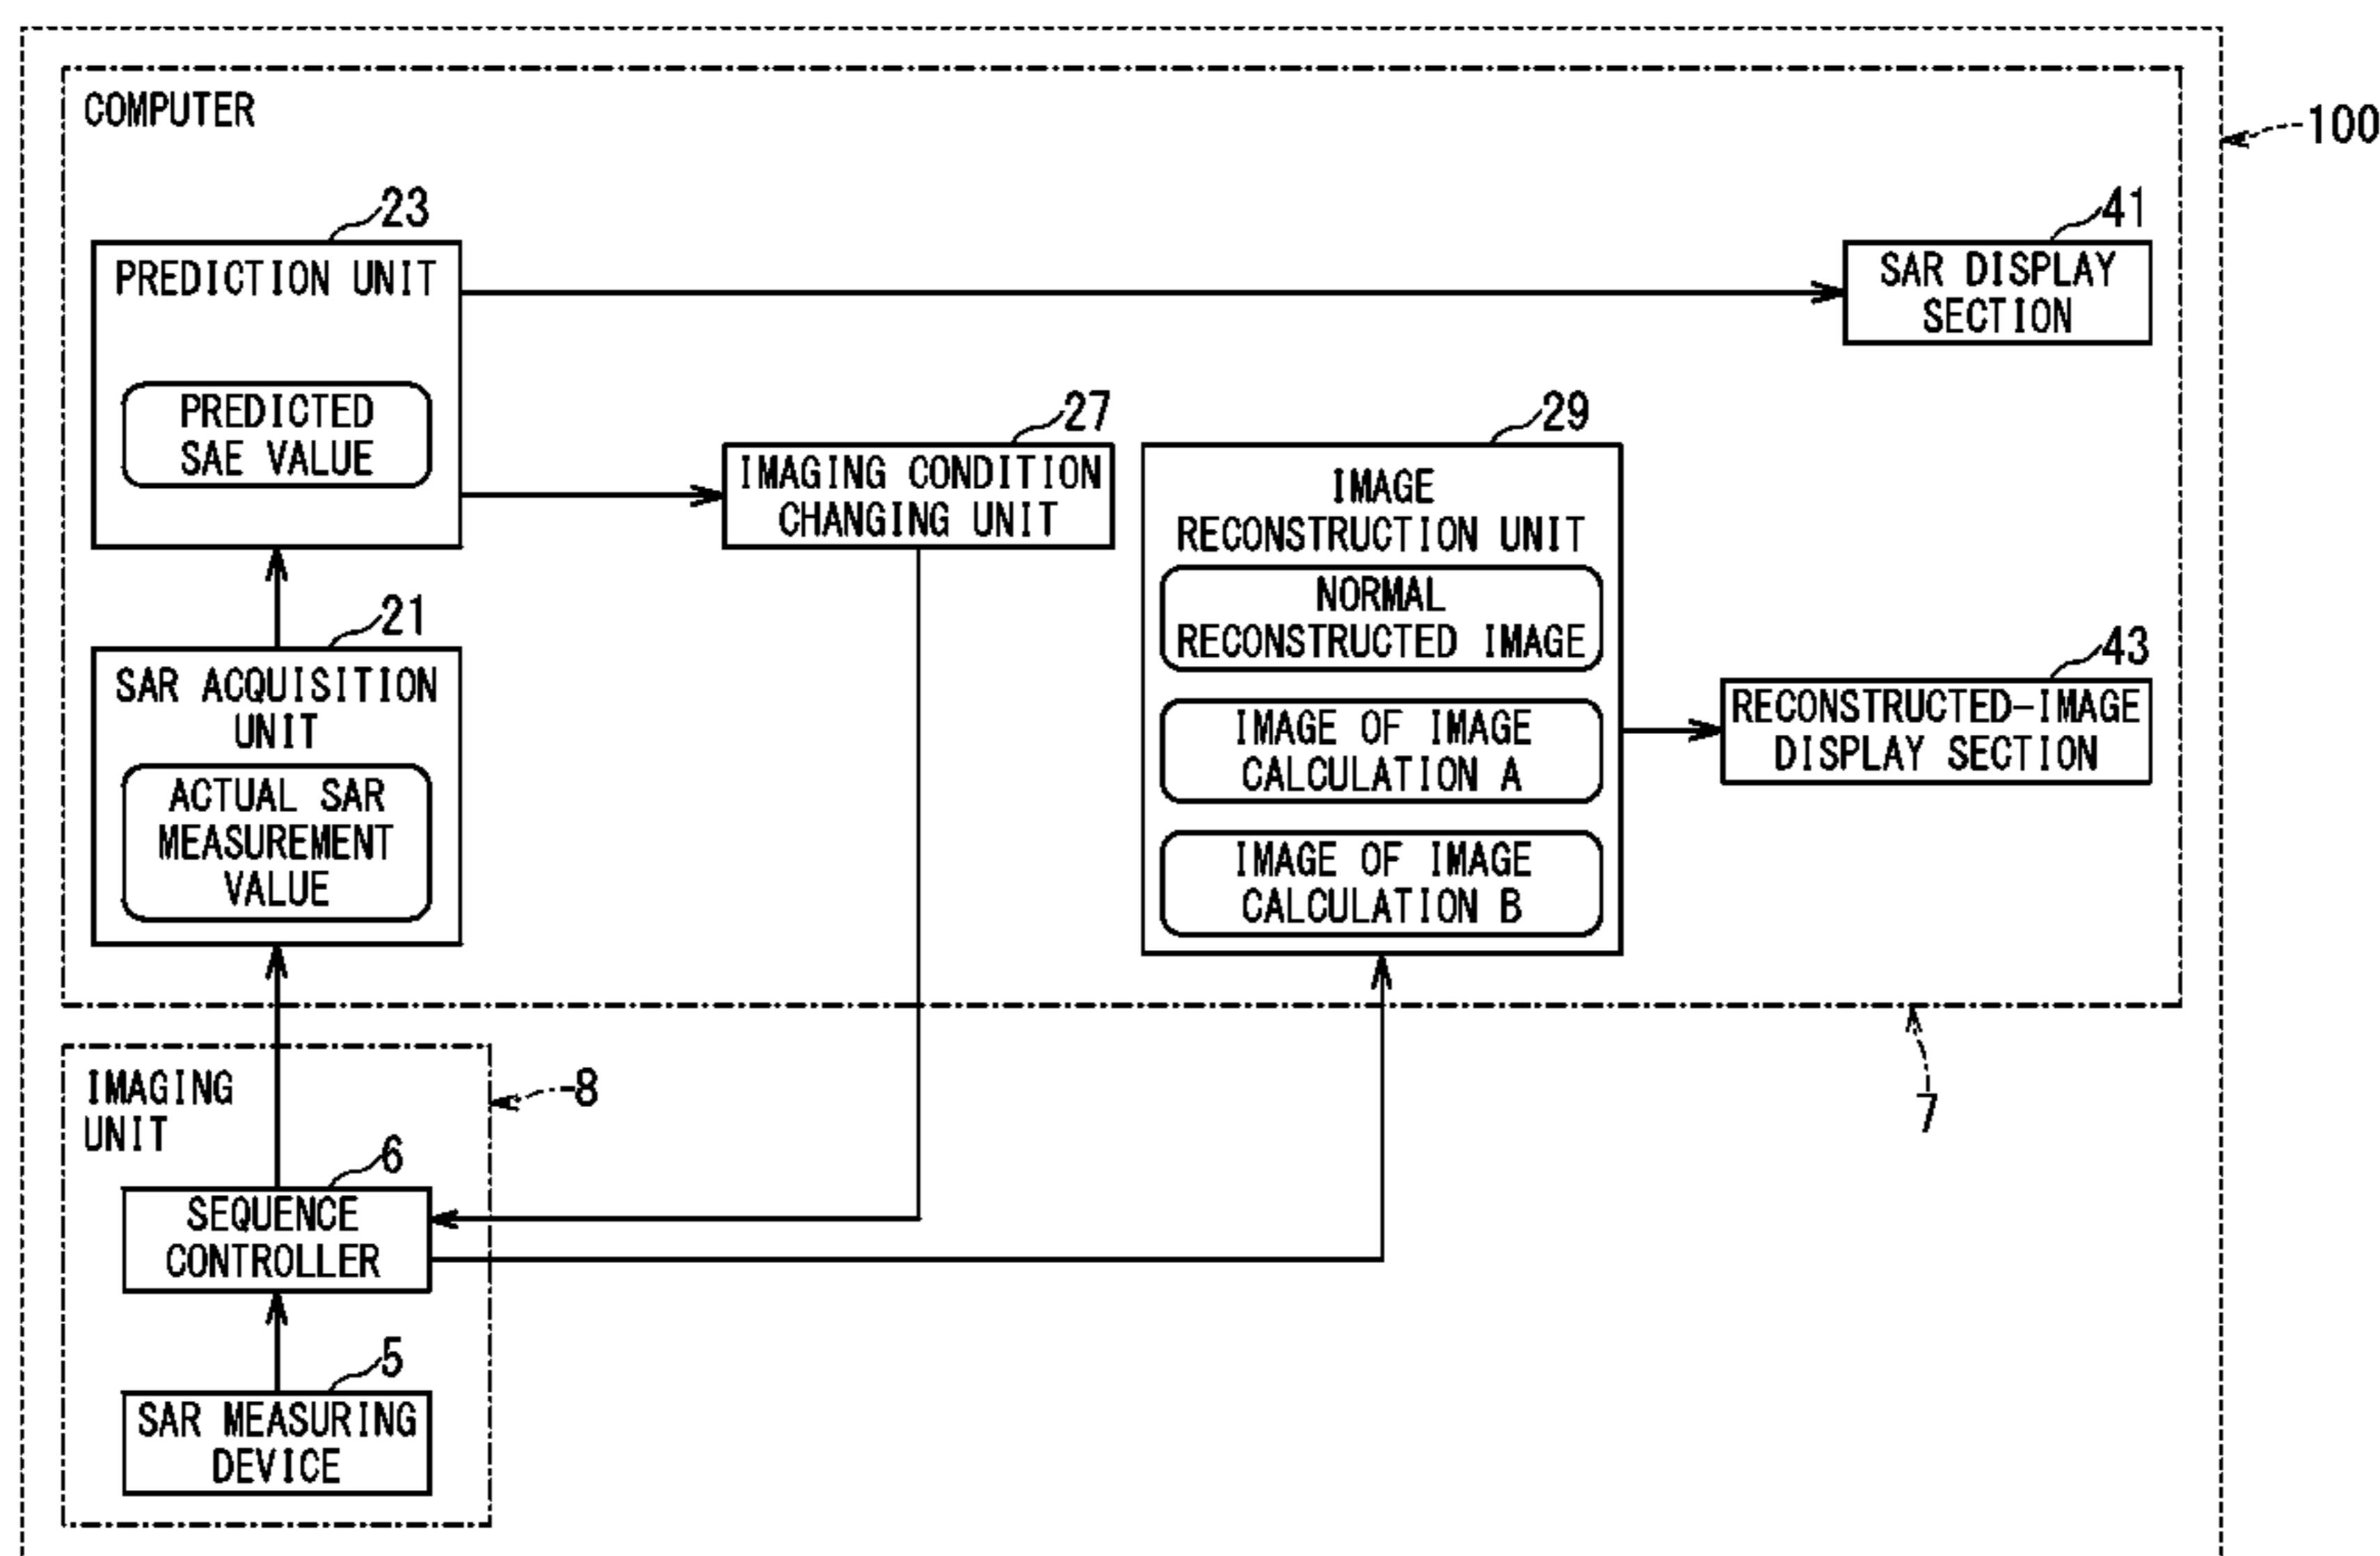 COMPUTER
100
23
PREDICTION UNIT
PREDICTED
SAE VALUE
41
SAR DISPLAY
SECTION
27
IMAGING CONDITION
CHANGING UNIT
29
IMAGE
RECONSTRUCTION UNIT
NORMAL
RECONSTRUCTED IMAGE
IMAGE OF IMAGE
CALCULATION A
IMAGE OF IMAGE
CALCULATION B
21
SAR ACQUISITION
UNIT
ACTUAL SAR
MEASUREMENT
VALUE
43
RECONSTRUCTED-IMAGE
DISPLAY SECTION
7
IMAGING
UNIT
8
6
SEQUENCE
CONTROLLER
5
SAR MEASURING
DEVICE